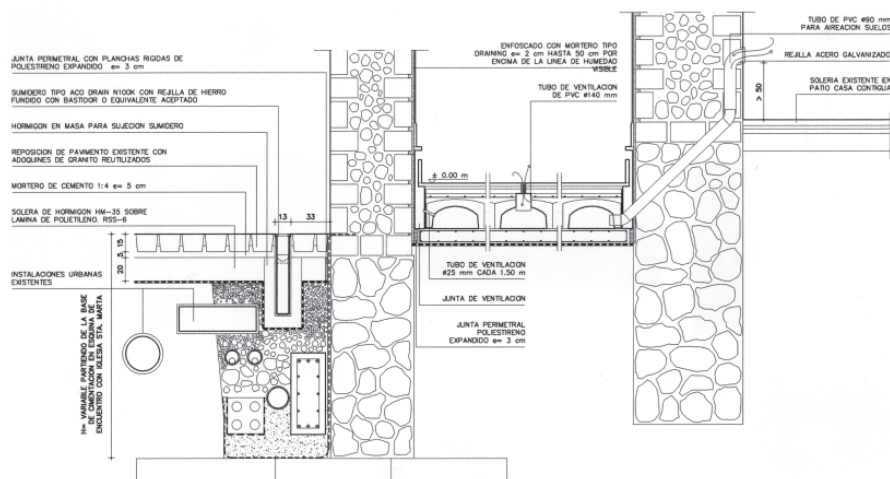 JUNTA PERIMETRAL CON PLANCHAS RIGIDAS DE
POLIESTIRENO EXPANDIDO e= 3 cm
SUMIDERO TIPO ACO DRAIN N100K CON REJILLA DE HIERRO
FUNDIDO CON BASTIDOR O EQUIVALENTE ACEPTADO
HORMIGON EN MASA PARA SUJECION SUMIDERO
REPOSICION DE PAVIMENTO EXISTENTE CON
ADOQUINES DE GRANITO REUTILIZADOS
MORTERO DE CEMENTO 1:4 e= 5 cm
SOLERA DE HORMIGON HM-35 SOBRE
LAMINA DE POLIETILENO. RSS-6
13
33
15
5
20
INSTALACIONES URBANAS
EXISTENTES
H= VARIABLE PARTIENDO DE LA BASE
DE CIMENTACION EN ESQUINA DE
ENCUENTRO CON IGLESIA STA. MARTA
ENFOSCADO CON MORTERO TIPO
DRAINING e= 2 cm HASTA 50 cm POR
ENCIMA DE LA LINEA DE HUMEDAD
VISIBLE
TUBO DE VENTILACION
DE PVC ø140 mm
± 0.00 m
TUBO DE VENTILACION
ø25 mm CADA 1.50 m
JUNTA DE VENTILACION
JUNTA PERIMETRAL
POLIESTIRENO
EXPANDIDO e= 3 cm
TUBO DE PVC ø90 mm
PARA AIREACION SUELOS
REJILLA ACERO GALVANIZADO
SOLERIA EXISTENTE EN
PATIO CASA CONTIGUA
> 50